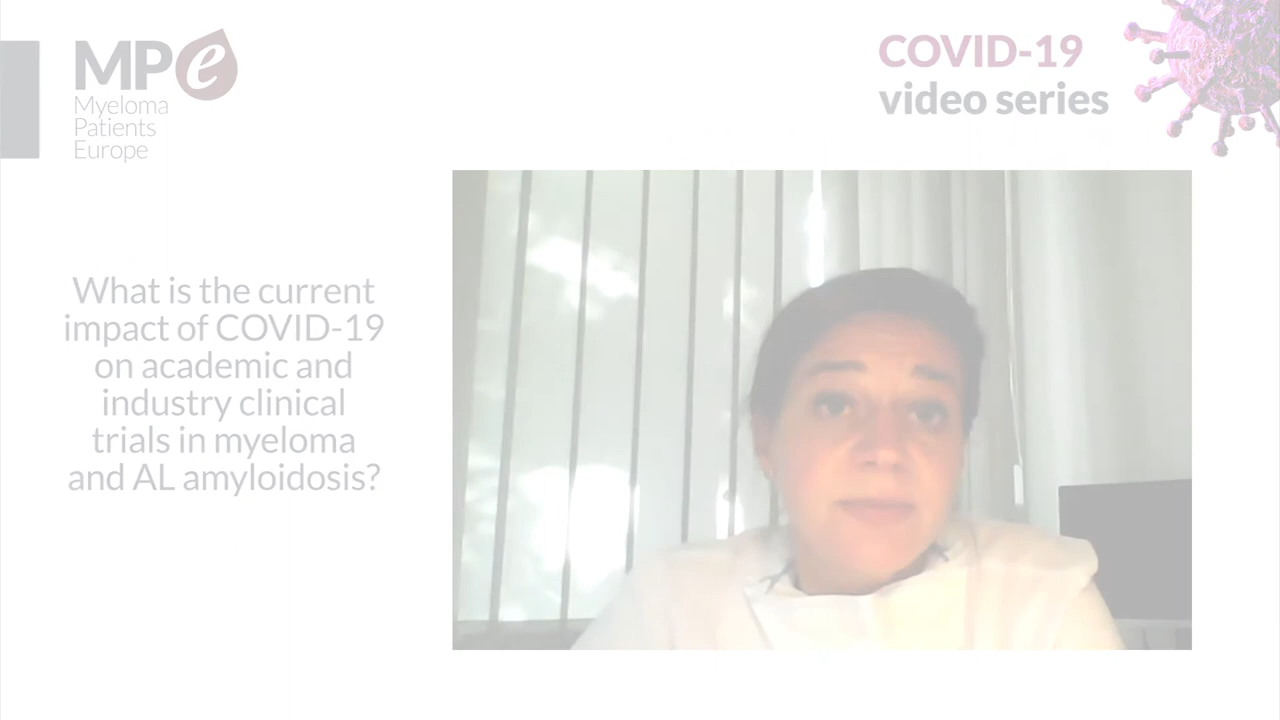 MPe
Myeloma
Patients
Europe
COVID-19
video series
What is the current
impact of COVID-19
on academic and
industry clinical
trials in myeloma
and AL amyloidosis?